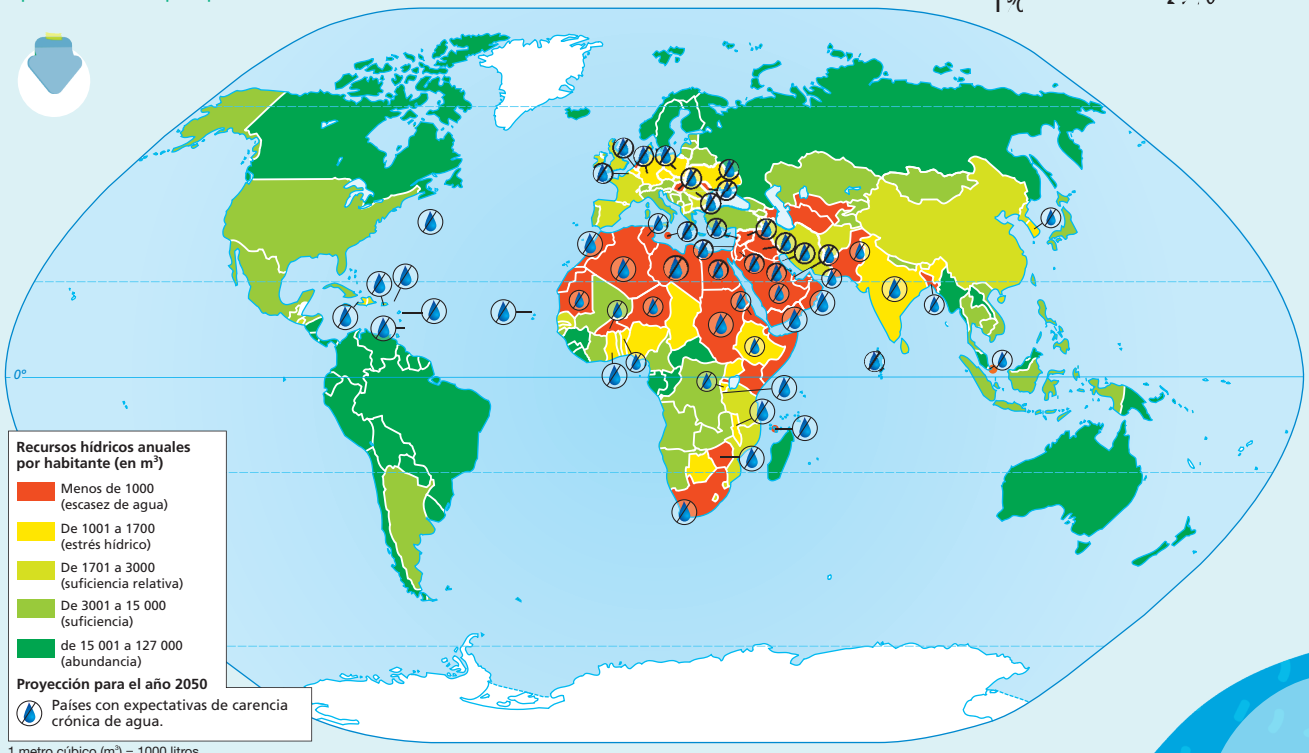 0°
Recursos hídricos anuales
por habitante (en m³)
Menos de 1000
(escasez de agua)
De 1001 a 1700
(estrés hídrico)
De 1701 a 3000
(suficiencia relativa)
De 3001 a 15 000
(suficiencia)
de 15 001 a 127 000
(abundancia)
Proyección para el año 2050
Países con expectativas de carencia
crónica de agua.
1 metro cúbico (m³) = 1000 litros